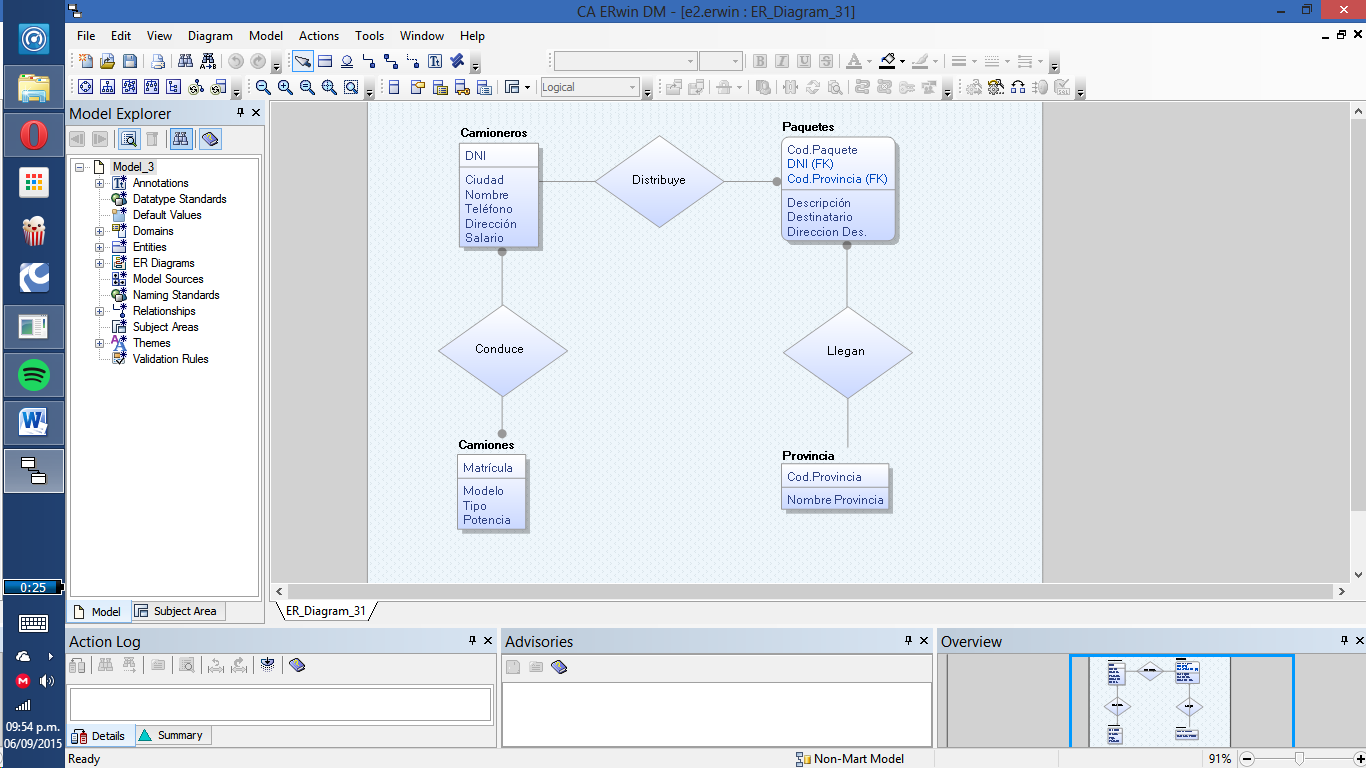 CA ERwin DM - [e2.erwin : ER_Diagram_31]
File Edit View Diagram Model Actions Tools Window Help
Logical
Model Explorer
Model_3
Annotations
Datatype Standards
Default Values
Domains
Entities
ER Diagrams
Model Sources
Naming Standards
Relationships
Subject Areas
Themes
Validation Rules
Model Subject Area
Camioneros
DNI
Ciudad
Nombre
Teléfono
Dirección
Salario
Distribuye
Paquetes
Cod.Paquete
DNI (FK)
Cod.Provincia (FK)
Descripción
Destinatario
Direccion Des.
Conduce
Llegan
Camiones
Matrícula
Modelo
Tipo
Potencia
Provincia
Cod.Provincia
Nombre Provincia
ER_Diagram_31
Action Log
Details Summary
Advisories
Overview
Ready
Non-Mart Model
91%
0:25
09:54 p.m.
06/09/2015